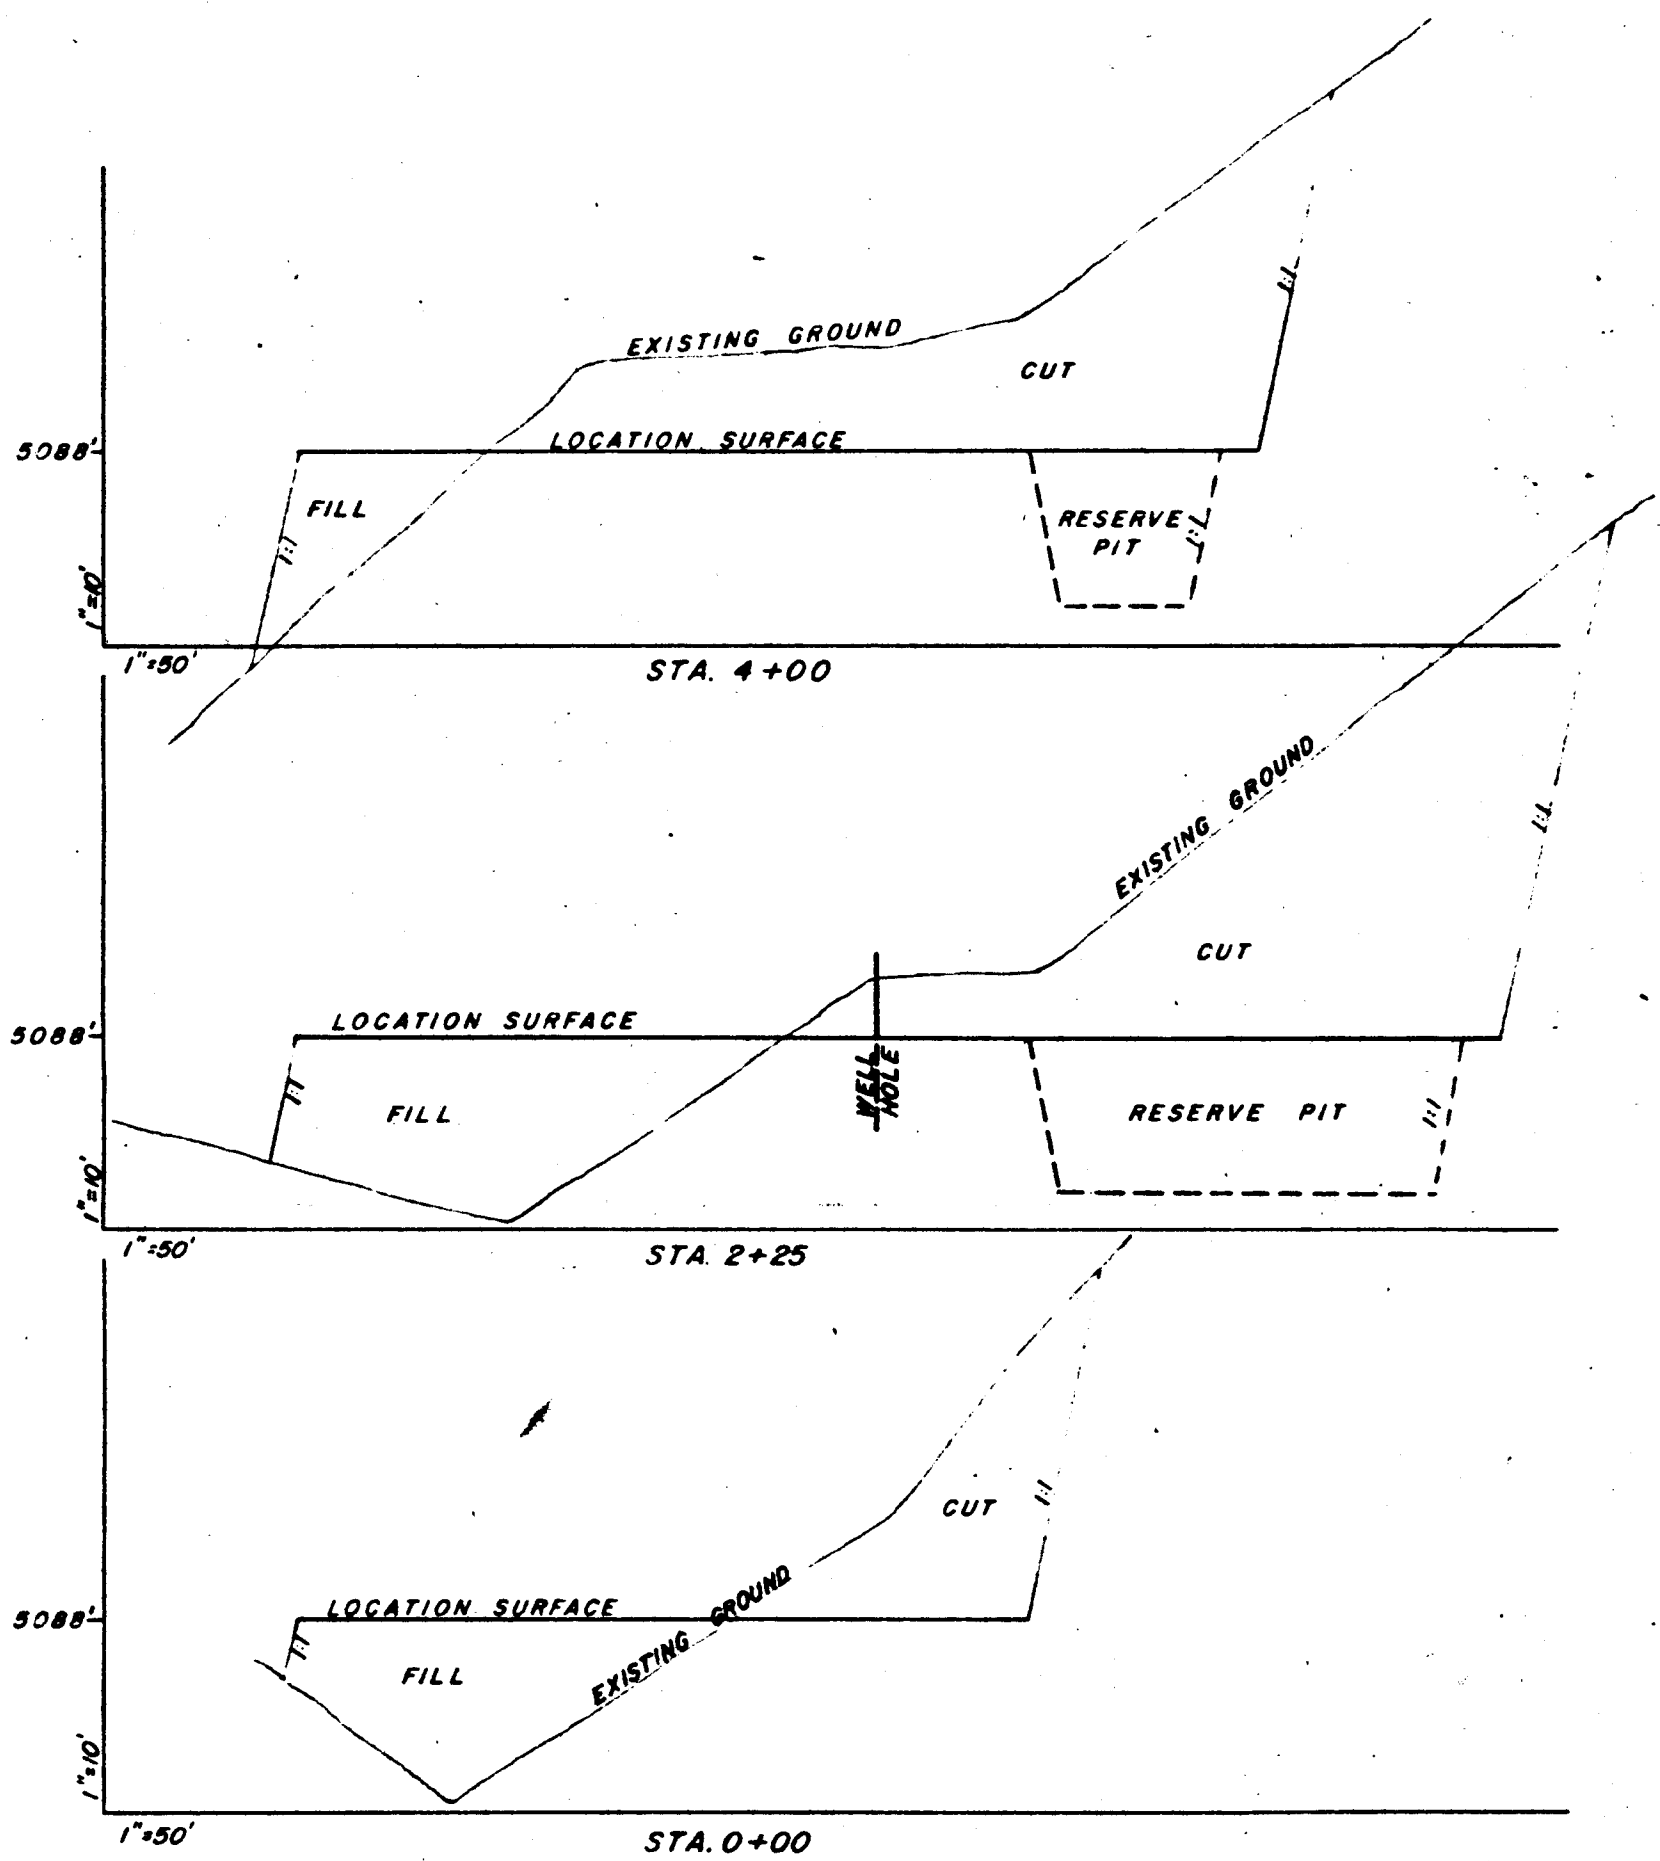 EXISTING GROUND
1:1
CUT
LOCATION SURFACE
5088'
FILL
1:1
RESERVE
PIT
1:1
1"=10'
1"=50'
STA. 4+00
EXISTING GROUND
1:1
CUT
LOCATION SURFACE
5088'
WELL
HOLE
1:1
FILL
RESERVE PIT
1:1
1"=10'
1"=50'
STA. 2+25
CUT
1:1
EXISTING GROUND
LOCATION SURFACE
5088'
1:1
FILL
1"=10'
1"=50'
STA. 0+00